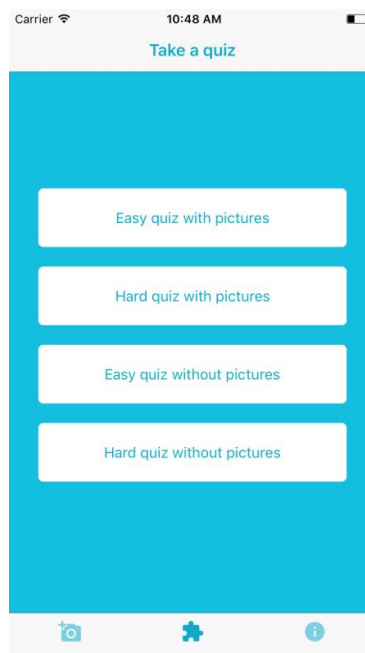 Carrier 10:48 AM
Take a quiz
Easy quiz with pictures
Hard quiz with pictures
Easy quiz without pictures
Hard quiz without pictures